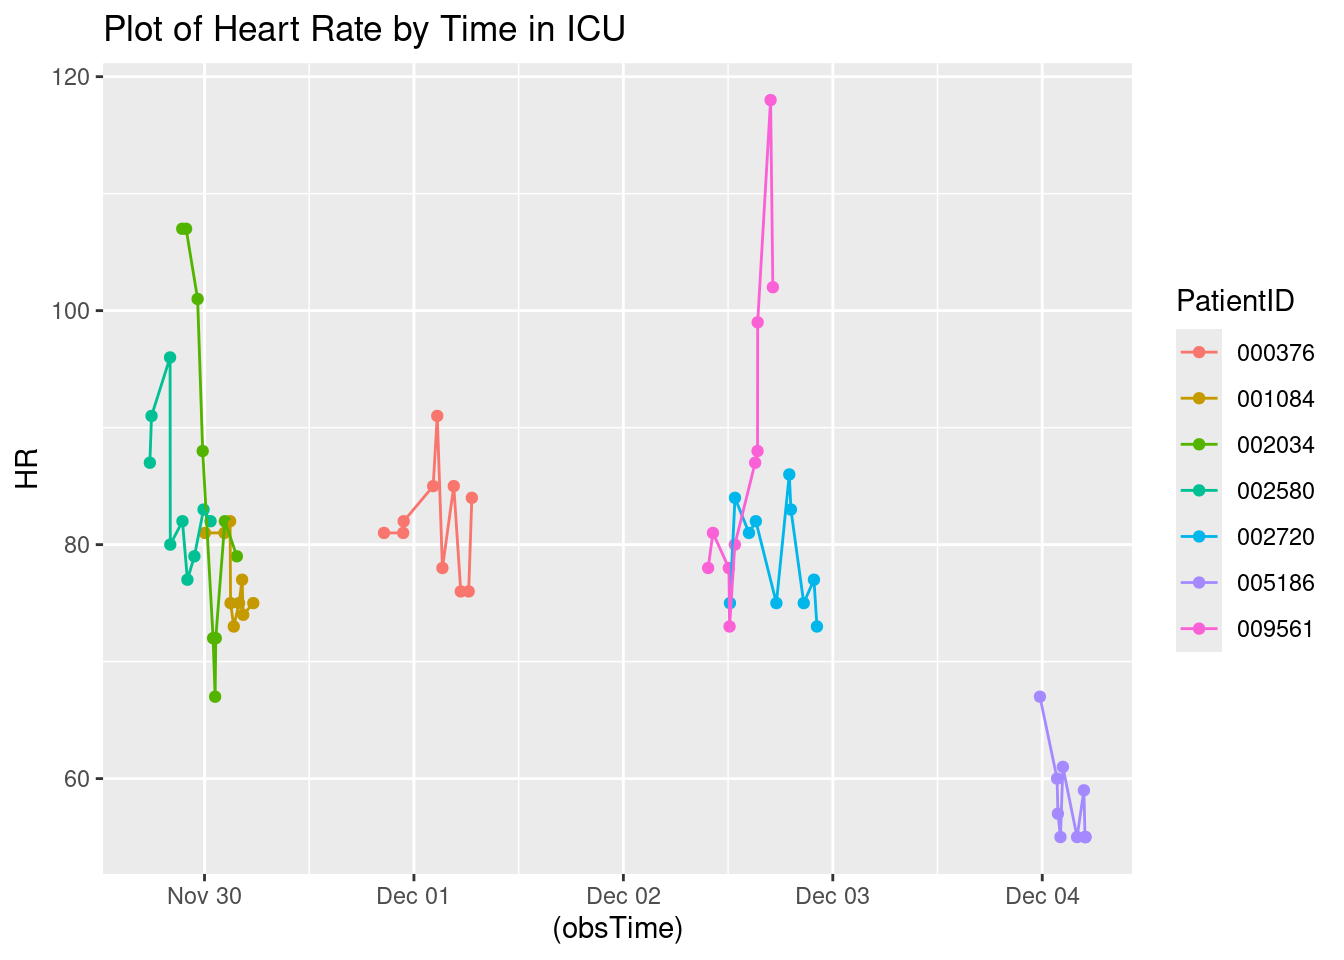 Plot of Heart Rate by Time in ICU
120
100
80
60
HR
Nov 30
Dec 01
Dec 02
Dec 03
Dec 04
(obsTime)
PatientID
000376
001084
002034
002580
002720
005186
009561